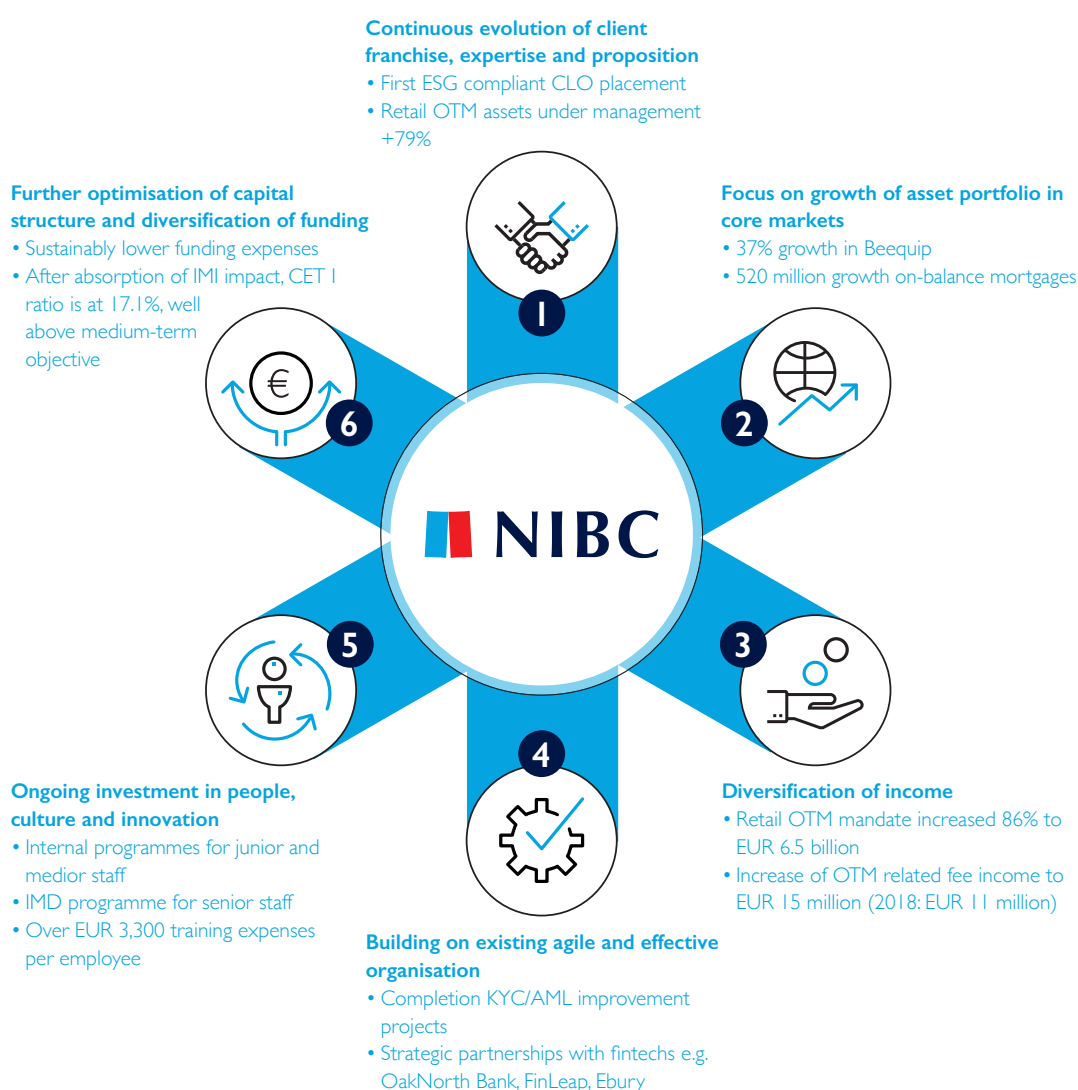 Continuous evolution of client
franchise, expertise and proposition
• First ESG compliant CLO placement
• Retail OTM assets under management
+79%
1
Focus on growth of asset portfolio in
core markets
• 37% growth in Beequip
• 520 million growth on-balance mortgages
2
Diversification of income
• Retail OTM mandate increased 86% to
EUR 6.5 billion
• Increase of OTM related fee income to
EUR 15 million (2018: EUR 11 million)
3
Building on existing agile and effective
organisation
• Completion KYC/AML improvement
projects
• Strategic partnerships with fintechs e.g.
OakNorth Bank, FinLeap, Ebury
4
Ongoing investment in people,
culture and innovation
• Internal programmes for junior and
medior staff
• IMD programme for senior staff
• Over EUR 3,300 training expenses
per employee
5
Further optimisation of capital
structure and diversification of funding
• Sustainably lower funding expenses
• After absorption of IMI impact, CET 1
ratio is at 17.1%, well
above medium-term
objective
€
6
NIBC